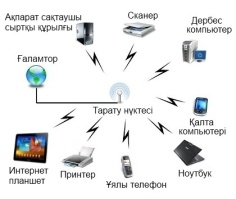 Ақпарат сақтаушы
сыртқы құрылғы
Сканер
Дербес
компьютер
Ғаламтор
Тарату нүктесі
Қалта
компьютері
Интернет
планшет
Принтер
Ұялы телефон
Ноутбук